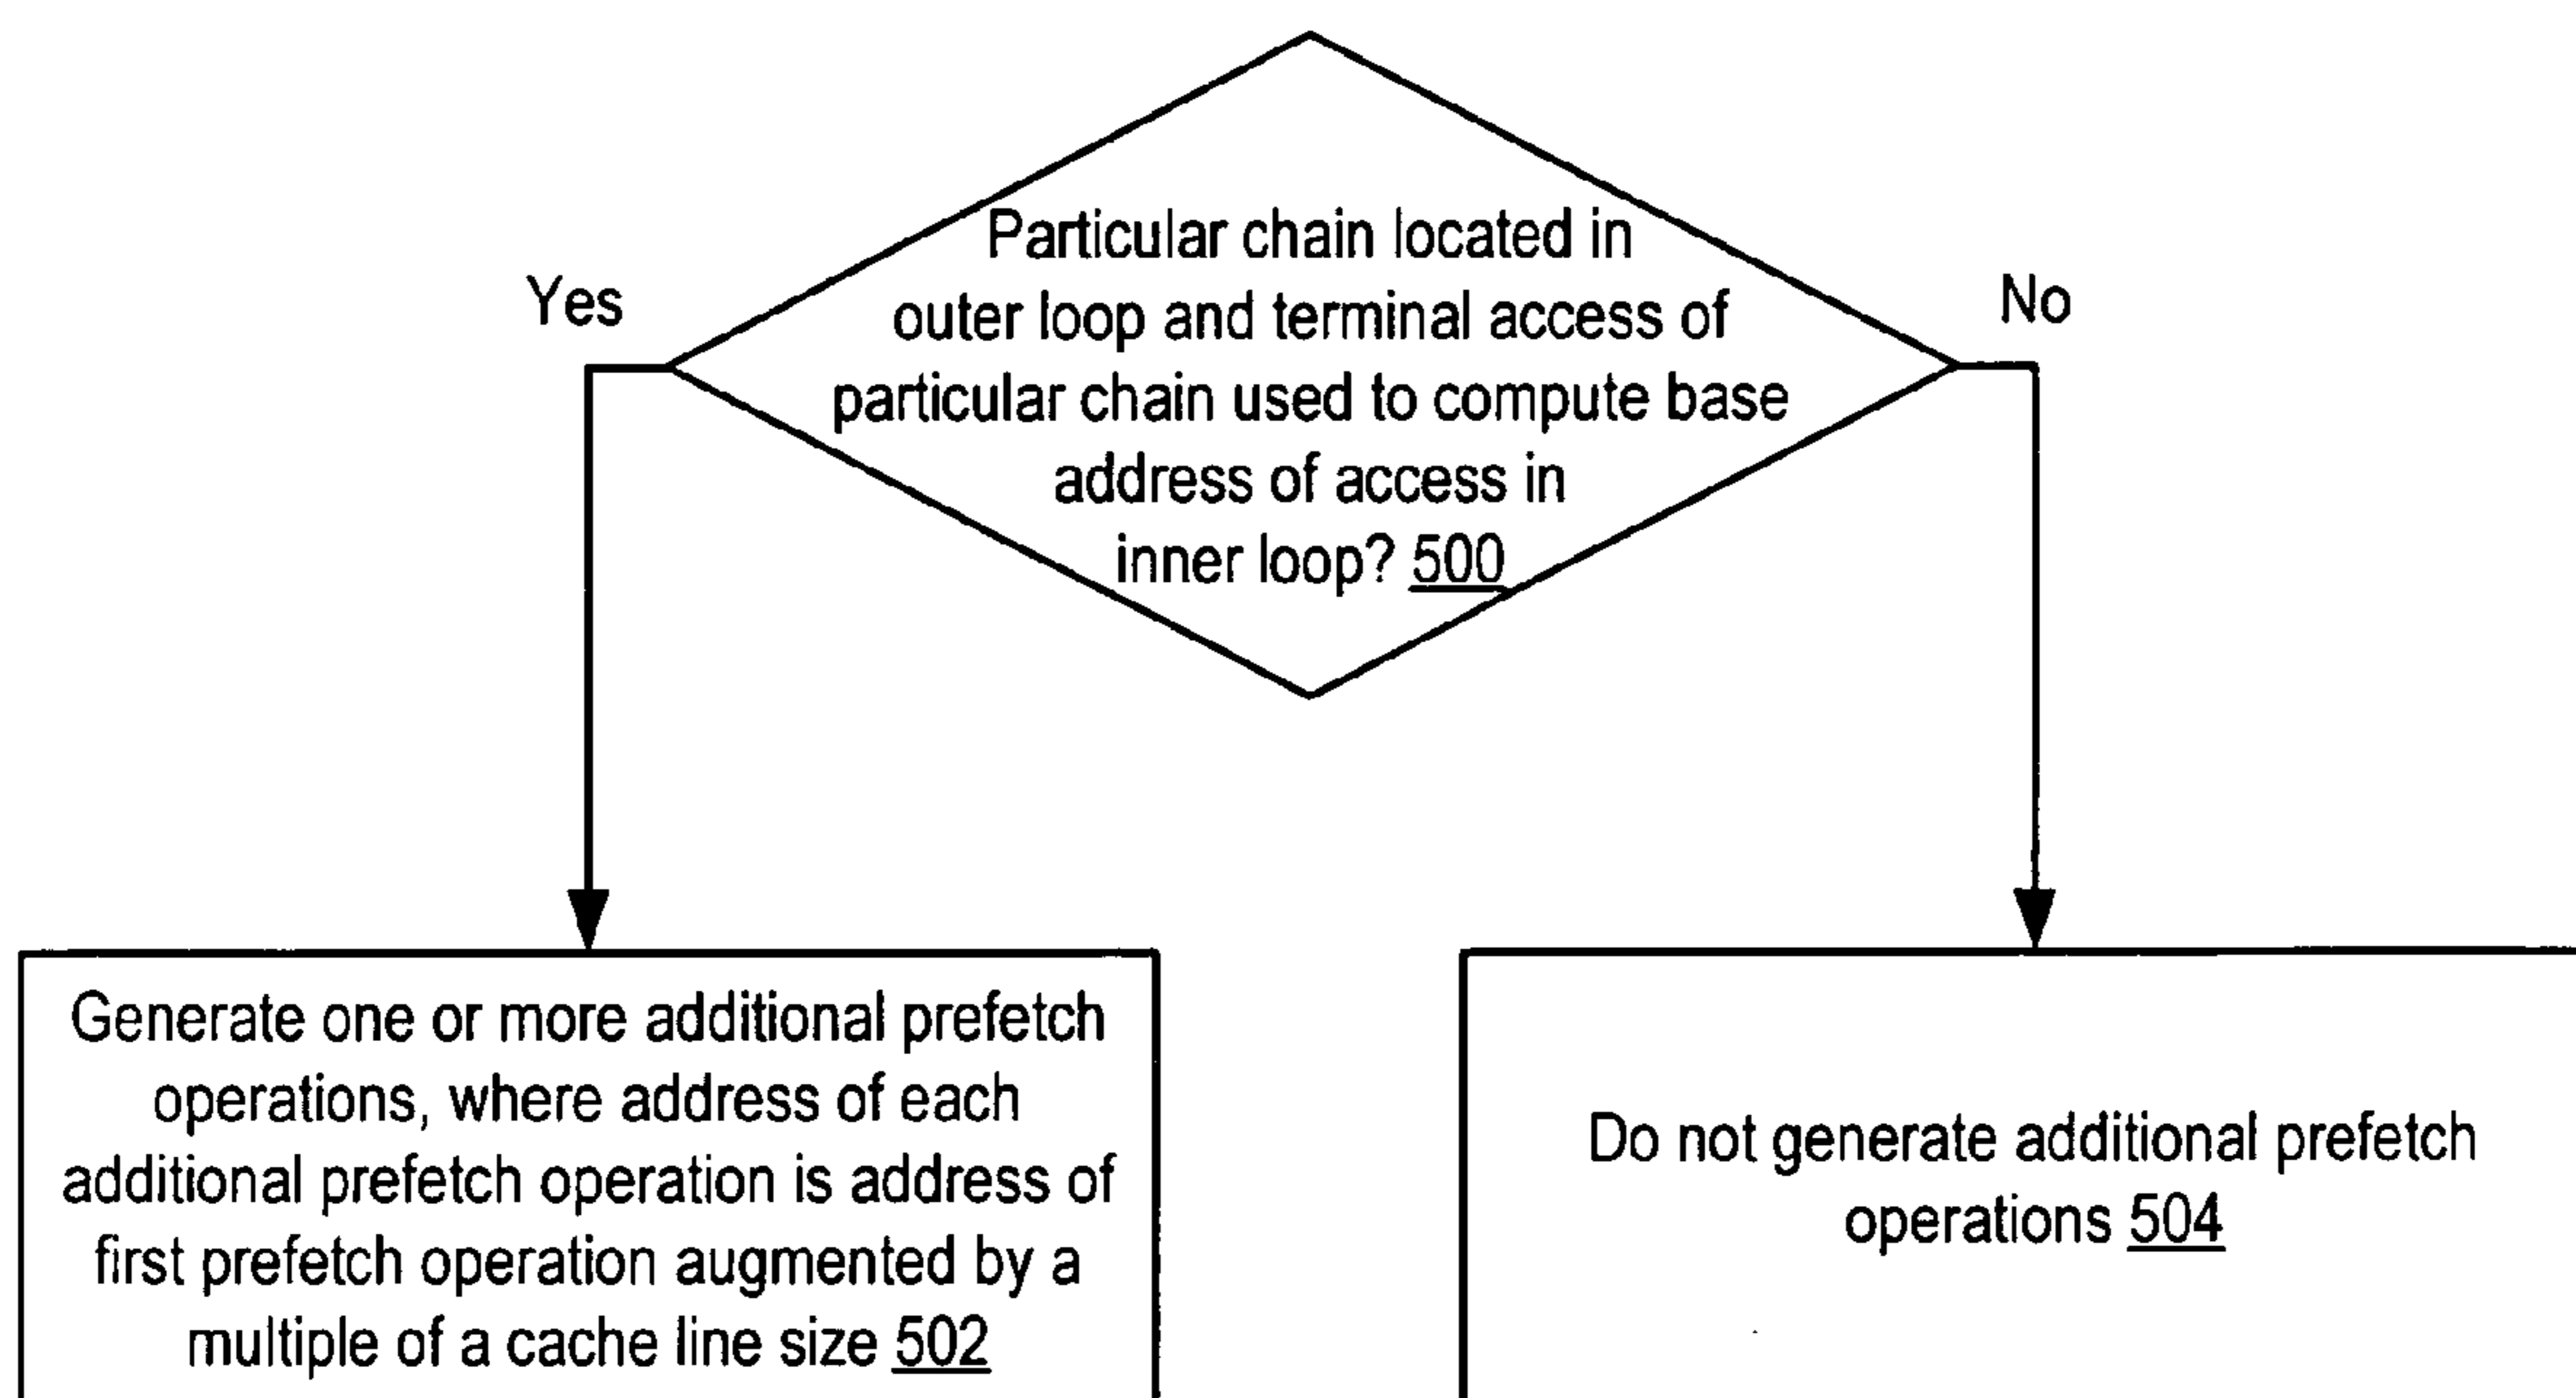 Particular chain located in
outer loop and terminal access of
particular chain used to compute base
address of access in
inner loop? 500
Yes
No
Generate one or more additional prefetch
operations, where address of each
additional prefetch operation is address of
first prefetch operation augmented by a
multiple of a cache line size 502
Do not generate additional prefetch
operations 504